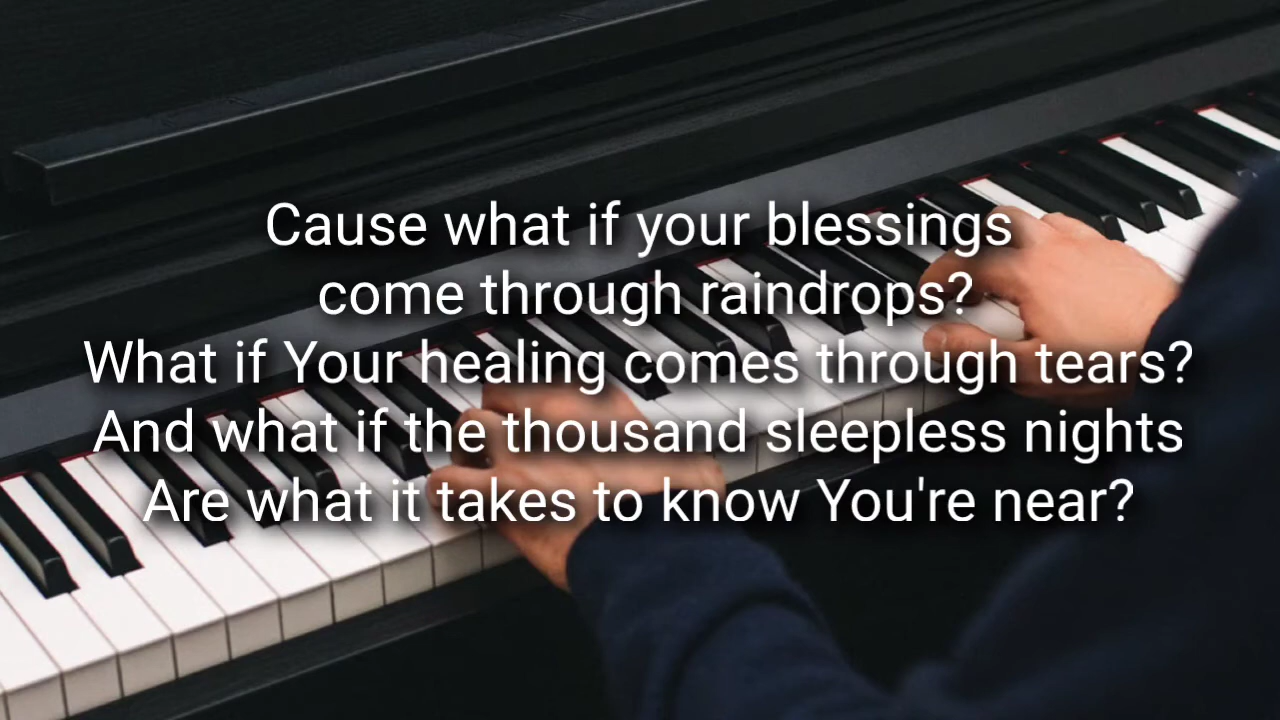 Cause what if your blessings
come through raindrops?
What if Your healing comes through tears?
And what if the thousand sleepless nights
Are what it takes to know You're near?